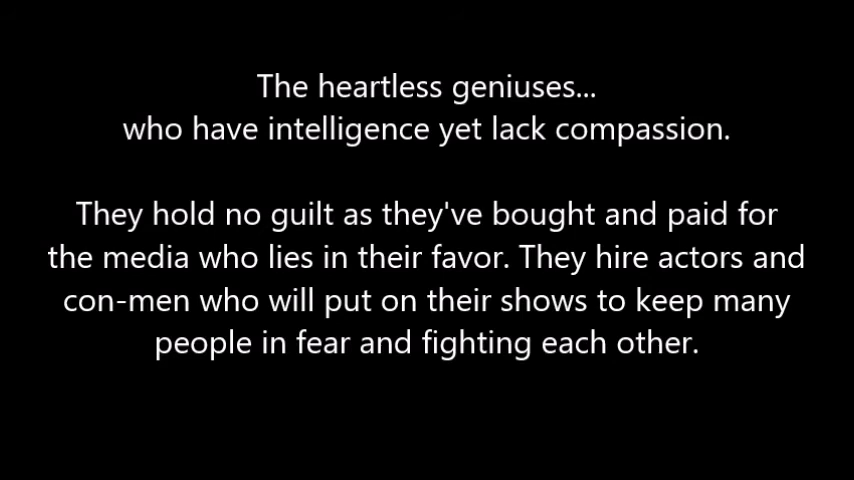 The heartless geniuses...
who have intelligence yet lack compassion.
They hold no guilt as they've bought and paid for
the media who lies in their favor. They hire actors and
con-men who will put on their shows to keep many
people in fear and fighting each other.